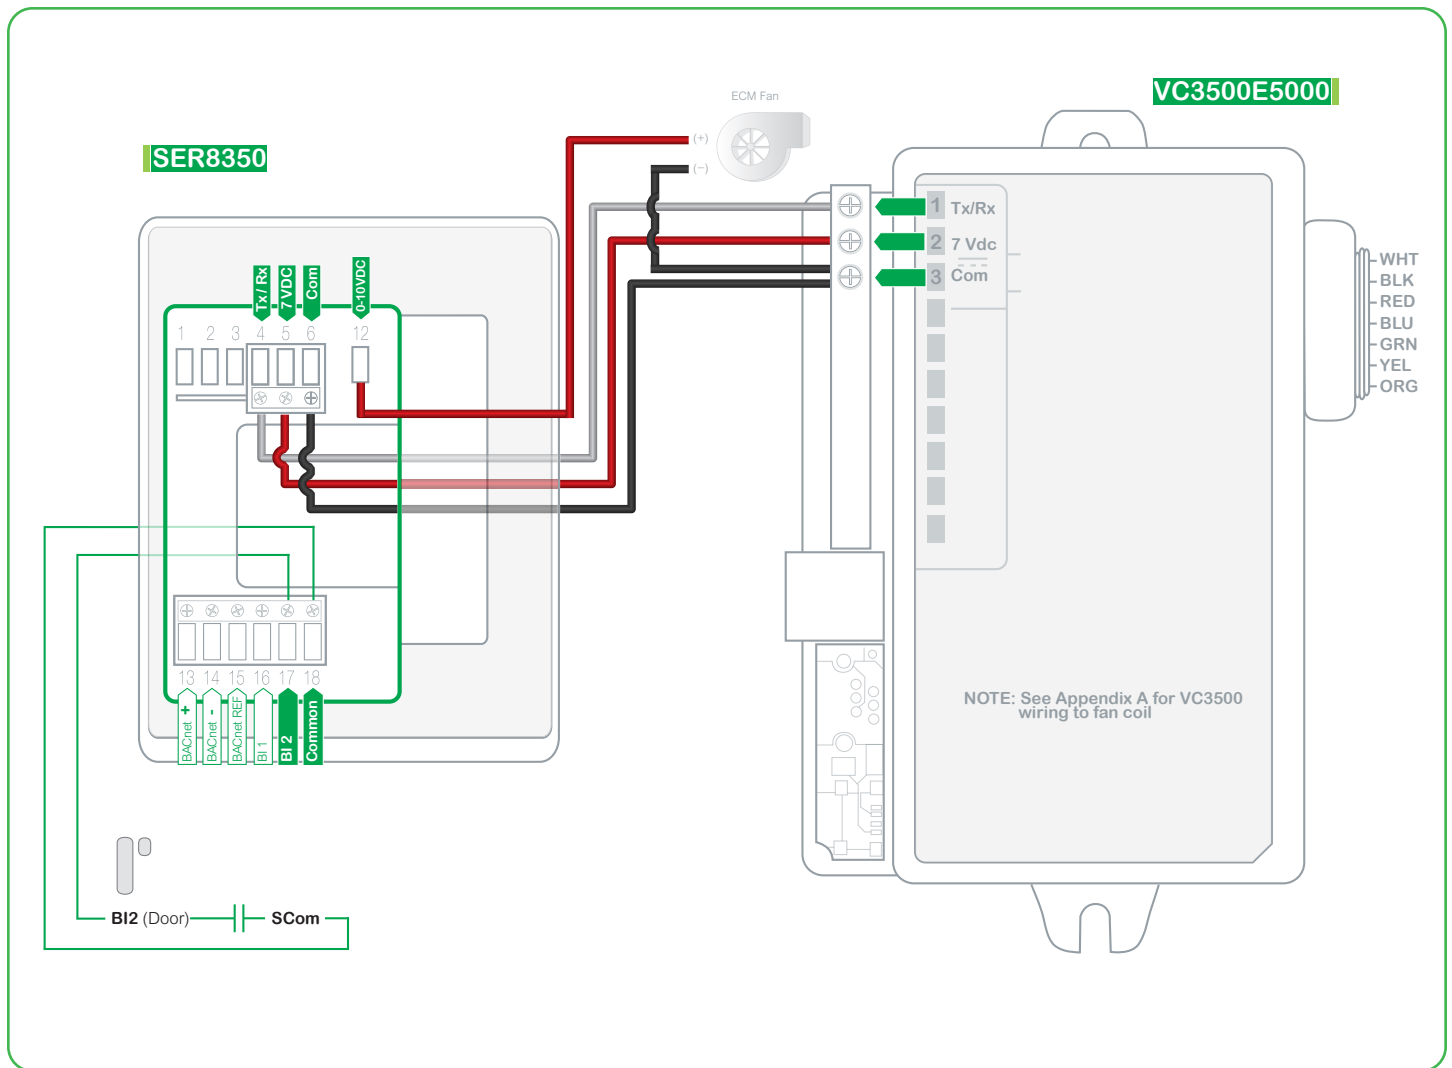 VC3500E5000
ECM Fan
SER8350
(+)
(−)
1 Tx/Rx
2 7 Vdc
3 Com
WHT
BLK
RED
BLU
GRN
YEL
ORG
Tx / Rx
7 VDC
Com
0-10VDC
1 2 3 4 5 6 12
13 14 15 16 17 18
BACnet +
BACnet -
BACnet REF
BI 1
BI 2
Common
NOTE: See Appendix A for VC3500
wiring to fan coil
BI2 (Door) SCom